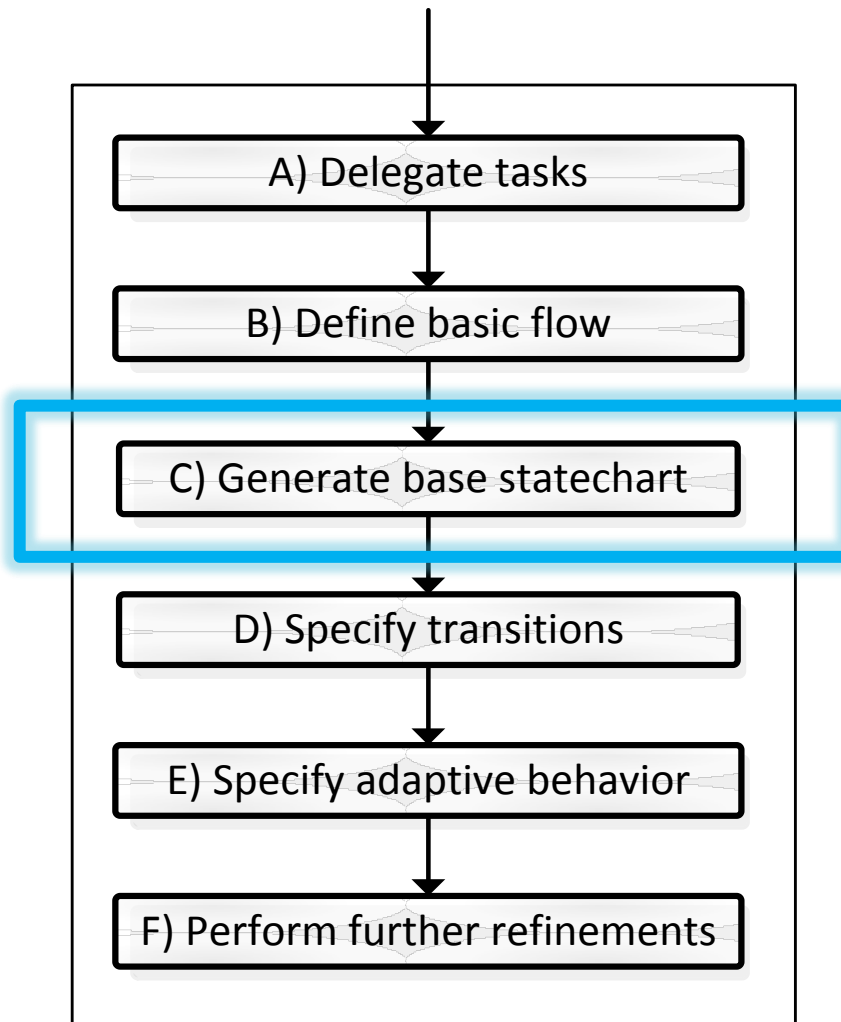 A) Delegate tasks
B) Define basic flow
C) Generate base statechart
D) Specify transitions
E) Specify adaptive behavior
F) Perform further refinements